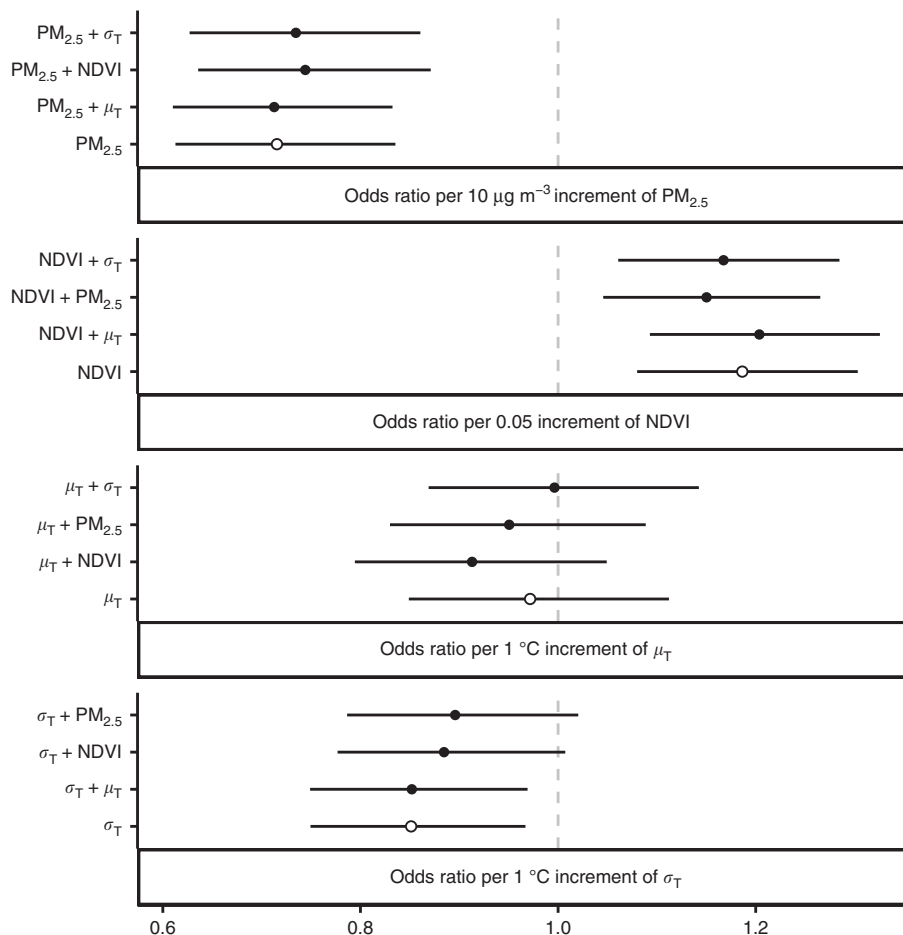 PM2.5 + σT
PM2.5 + NDVI
PM2.5 + μT
PM2.5
Odds ratio per 10 μg m−3 increment of PM2.5
NDVI + σT
NDVI + PM2.5
NDVI + μT
NDVI
Odds ratio per 0.05 increment of NDVI
μT + σT
μT + PM2.5
μT + NDVI
μT
Odds ratio per 1 °C increment of μT
σT + PM2.5
σT + NDVI
σT + μT
σT
Odds ratio per 1 °C increment of σT
0.6 0.8 1.0 1.2